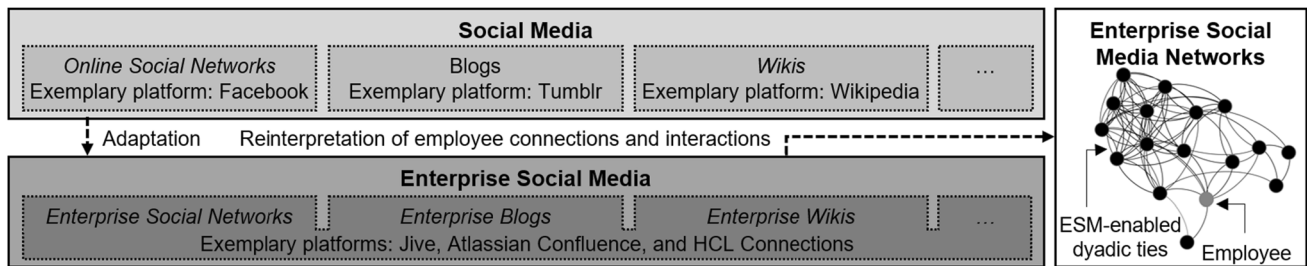 Social Media
Online Social Networks
Exemplary platform: Facebook
Blogs
Exemplary platform: Tumblr
Wikis
Exemplary platform: Wikipedia
...
Adaptation
Reinterpretation of employee connections and interactions
Enterprise Social Media
Enterprise Social Networks
Enterprise Blogs
Enterprise Wikis
...
Exemplary platforms: Jive, Atlassian Confluence, and HCL Connections
Enterprise Social
Media Networks
ESM-enabled
dyadic ties
Employee